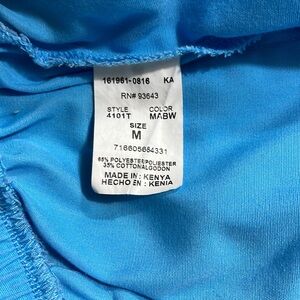 161961-0816 KA
RN# 93643
STYLE COLOR
4101T MABW
SIZE
M
716605654331
65% POLYESTER/POLIESTER
35% COTTON/ALGODON
MADE IN: KENYA
HECHO EN: KENIA